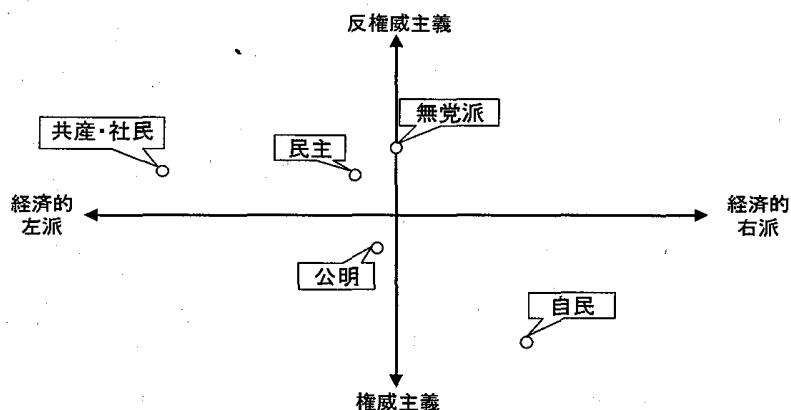 反権威主義
無党派
共産・社民
民主
経済的
左派
経済的
右派
公明
自民
権威主義